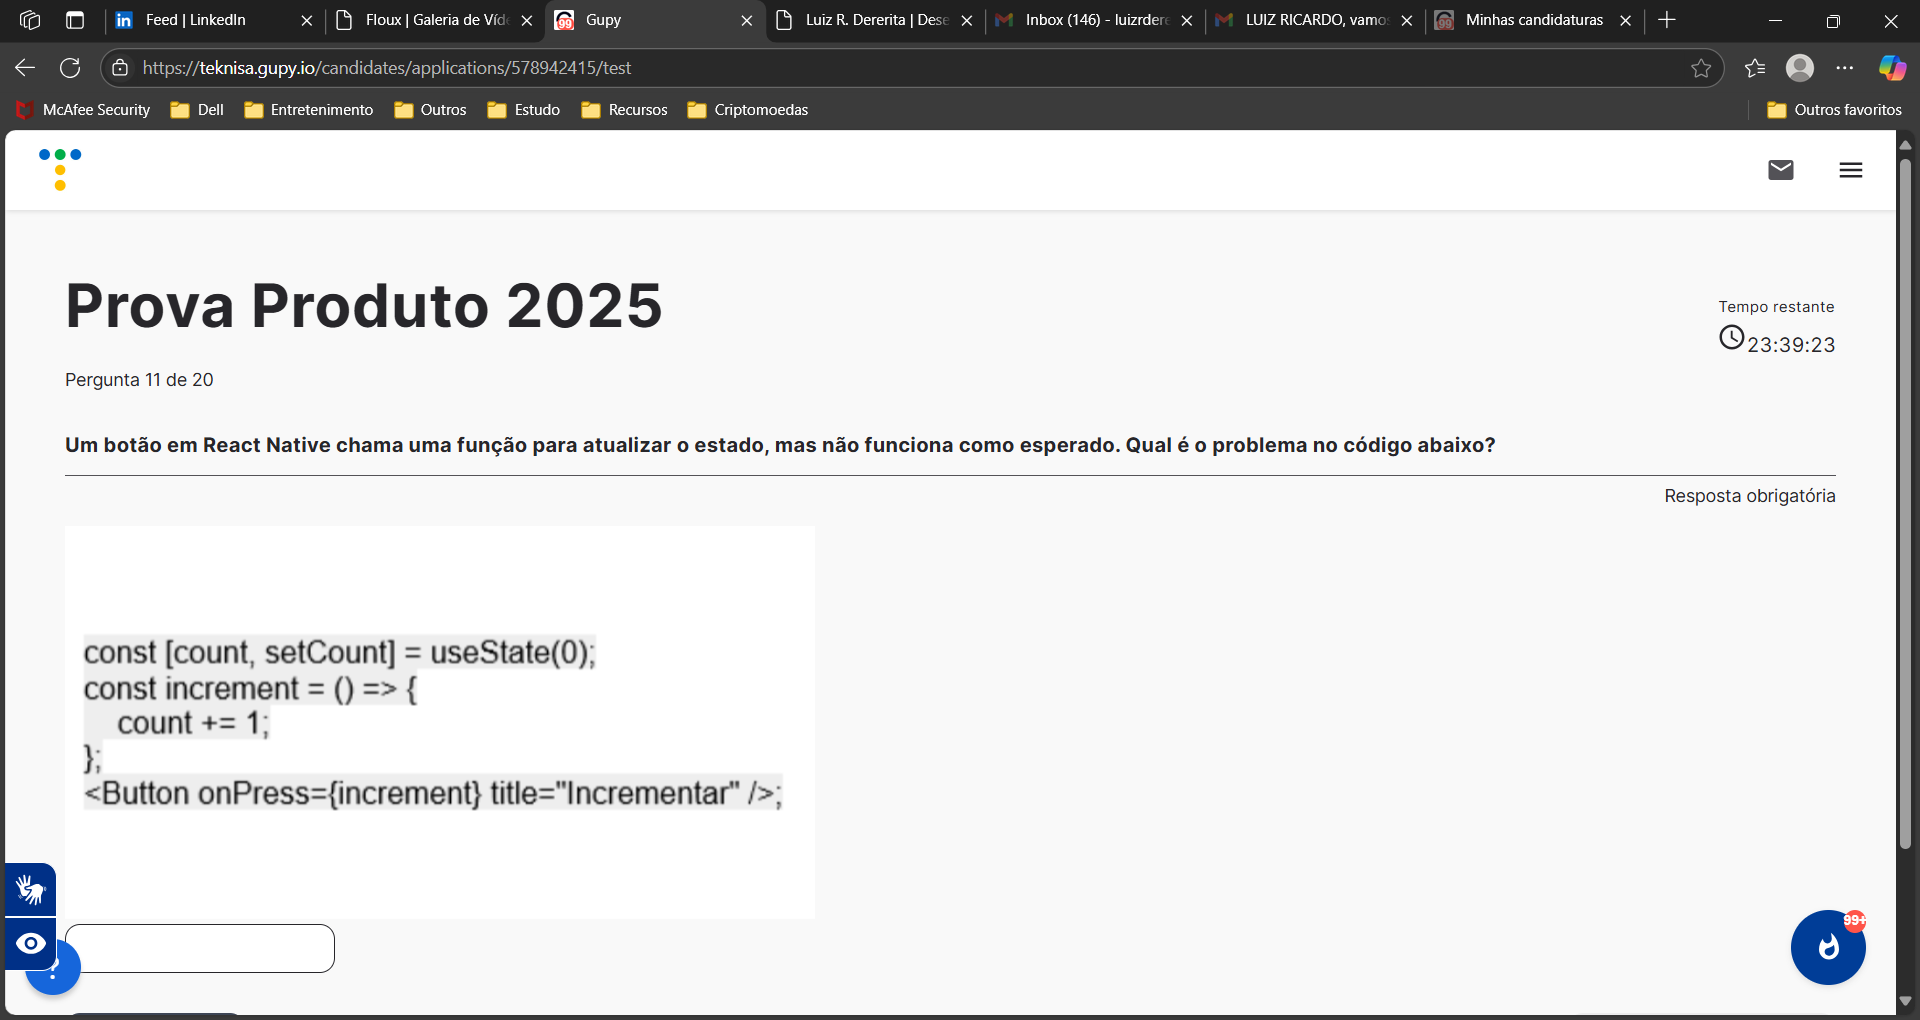 Feed | LinkedIn
Floux | Galeria de Víde
Gupy
Luiz R. Dererita | Dese
Inbox (146) - luizrdere
LUIZ RICARDO, vamos
Minhas candidaturas
https://teknisa.gupy.io/candidates/applications/578942415/test
McAfee Security
Dell
Entretenimento
Outros
Estudo
Recursos
Criptomoedas
Outros favoritos
Prova Produto 2025
Tempo restante
23:39:23
Pergunta 11 de 20
Um botão em React Native chama uma função para atualizar o estado, mas não funciona como esperado. Qual é o problema no código abaixo?
Resposta obrigatória
const [count, setCount] = useState(0);
const increment = () => {
count += 1;
};
<Button onPress={increment} title="Incrementar" />;
99+
?